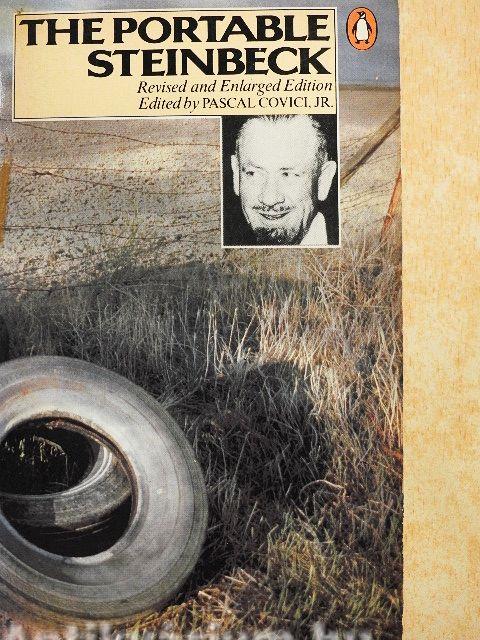 THE PORTABLE
STEINBECK
Revised and Enlarged Edition
Edited by PASCAL COVICI, JR.